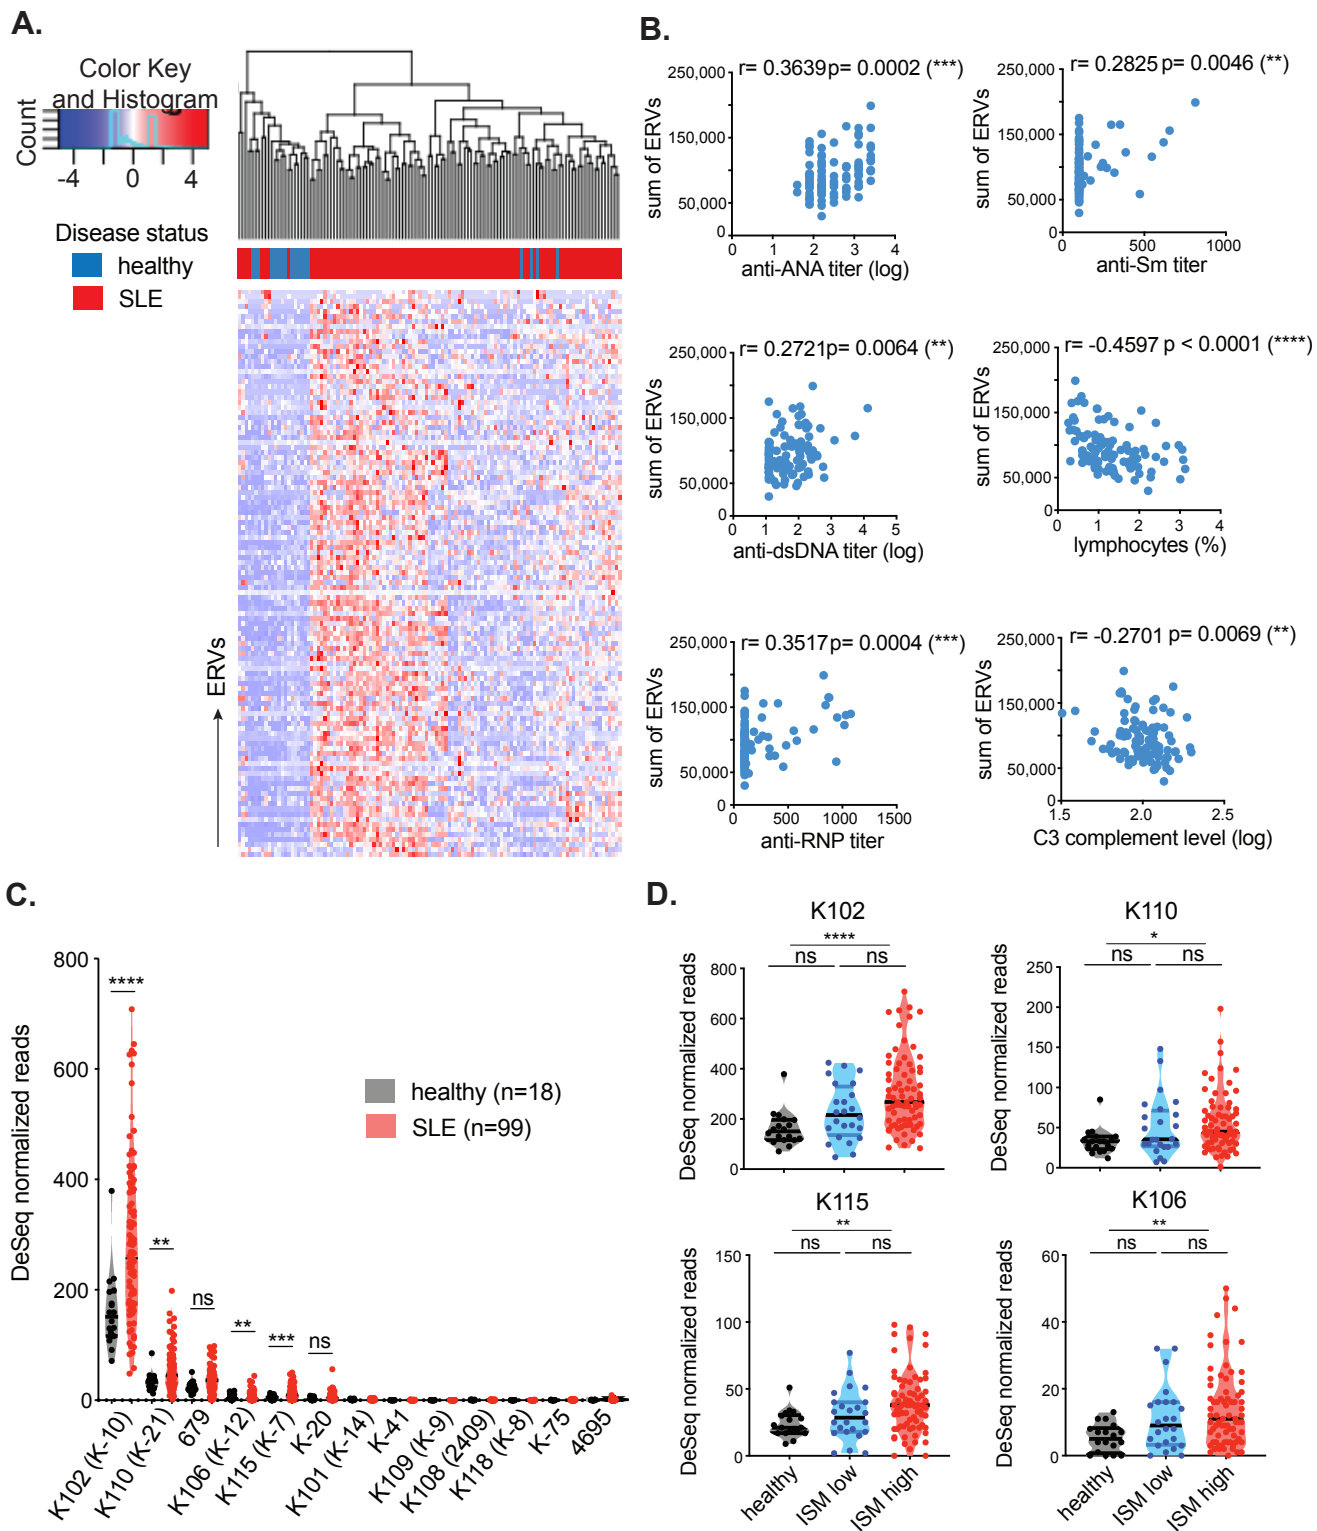 A.
Color Key
and Histogram
Count
-4 0 4
Disease status
healthy
SLE
ERVs
B.
r= 0.3639 p= 0.0002 (***)
250,000
150,000
50,000
0
sum of ERVs
0 1 2 3 4
anti-ANA titer (log)
r= 0.2825 p= 0.0046 (**)
250,000
150,000
50,000
0
sum of ERVs
0 500 1000
anti-Sm titer
r= 0.2721 p= 0.0064 (**)
250,000
150,000
50,000
0
sum of ERVs
0 1 2 3 4 5
anti-dsDNA titer (log)
r= -0.4597 p < 0.0001 (****)
250,000
150,000
50,000
0
sum of ERVs
0 1 2 3 4
lymphocytes (%)
r= 0.3517 p= 0.0004 (***)
250,000
150,000
50,000
0
sum of ERVs
0 500 1000 1500
anti-RNP titer
r= -0.2701 p= 0.0069 (**)
250,000
150,000
50,000
0
sum of ERVs
1.5 2.0 2.5
C3 complement level (log)
C.
800
600
400
200
0
DeSeq normalized reads
****
**
ns
**
***
ns
healthy (n=18)
SLE (n=99)
K102 (K-10)
K110 (K-21)
679
K106 (K-12)
K115 (K-7)
K-20
K101 (K-14)
K-41
K109 (K-9)
K108 (2409)
K118 (K-8)
K-75
4695
D.
K102
****
ns ns
800
600
400
200
0
DeSeq normalized reads
K110
*
ns ns
250
200
150
100
50
0
DeSeq normalized reads
K115
**
ns ns
150
100
50
0
DeSeq normalized reads
healthy
ISM low
ISM high
K106
**
ns ns
60
40
20
0
DeSeq normalized reads
healthy
ISM low
ISM high